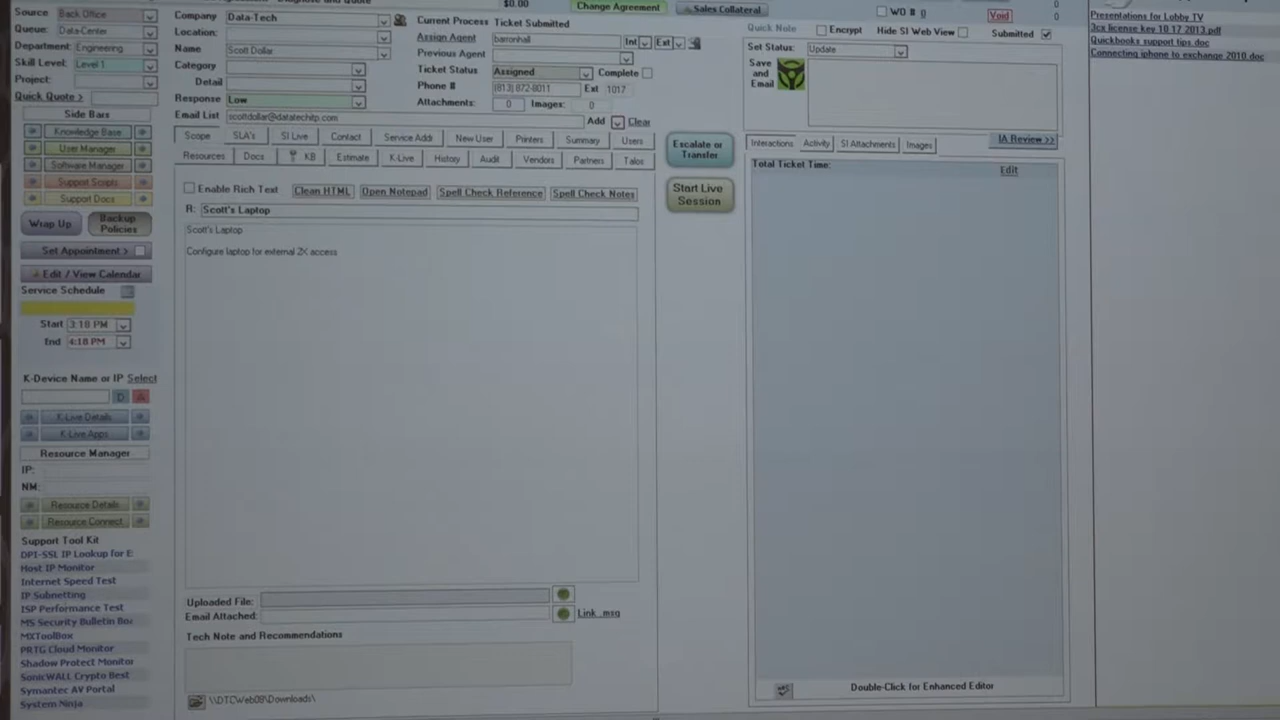 $0.00
Change Agreement
Sales Collateral
WO # 0
Void
0
0
Source: Back Office
Queue: Data-Center
Department: Engineering
Skill Level: Level 1
Project:
Quick Quote >
Side Bars
Knowledge Base
User Manager
Software Manager
Support Scripts
Support Docs
Wrap Up
Backup Policies
Set Appointment >
Edit / View Calendar
Service Schedule
Start 3:18 PM
End 4:18 PM
K-Device Name or IP Select
D
A
K-Live Details
K-Live Apps
Resource Manager
IP:
NM:
Resource Details
Resource Connect
Support Tool Kit
DPI-SSL IP Lookup for E
Host IP Monitor
Internet Speed Test
IP Subnetting
ISP Performance Test
MS Security Bulletin Boa
MXToolBox
PRTG Cloud Monitor
Shadow Protect Monitor
SonicWALL Crypto Best
Symantec AV Portal
System Ninja
Company Data-Tech
Location:
Name Scott Dollar
Category
Detail
Response Low
Email List scottdollar@datatechitp.com
Add Clear
Current Process Ticket Submitted
Assign Agent barronhall Int Ext
Previous Agent
Ticket Status Assigned Complete
Phone # (813) 872-8011 Ext 1017
Attachments: 0 Images: 0
Scope SLA's SI Live Contact Service Addr New User Printers Summary Users
Resources Docs KB Estimate K-Live History Audit Vendors Partners Talos
Enable Rich Text Clean HTML Open Notepad Spell Check Reference Spell Check Notes
R: Scott's Laptop
Scott's Laptop
Configure laptop for external 2X access
Uploaded File:
Email Attached: Link .msg
Tech Note and Recommendations
\\DTCWeb08\Downloads\
Escalate or Transfer
Start Live Session
Quick Note Encrypt Hide SI Web View Submitted
Set Status: Update
Save and Email
IA Review >>
Interactions Activity SI Attachments Images
Total Ticket Time:
Edit
Double-Click for Enhanced Editor
Presentations for Lobby TV
3cx license key 10 17 2013.pdf
Quickbooks support tips.doc
Connecting iphone to exchange 2010.doc